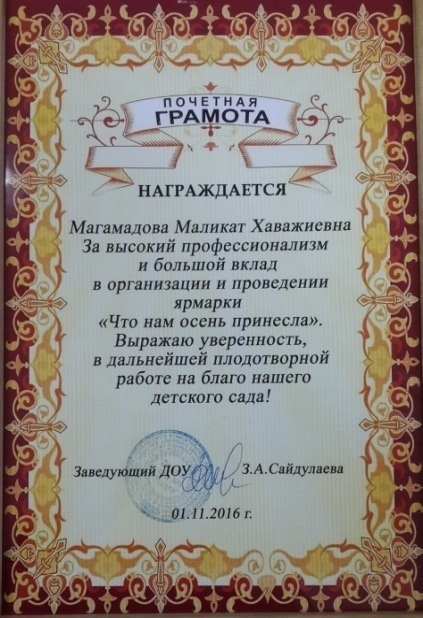 ПОЧЕТНАЯ
ГРАМОТА
НАГРАЖДАЕТСЯ
Магамадова Маликат Хаважиевна
За высокий профессионализм
и большой вклад
в организации и проведении
ярмарки
«Что нам осень принесла».
Выражаю уверенность,
в дальнейшей плодотворной
работе на благо нашего
детского сада!
Заведующий ДОУ З.А.Сайдулаева
01.11.2016 г.